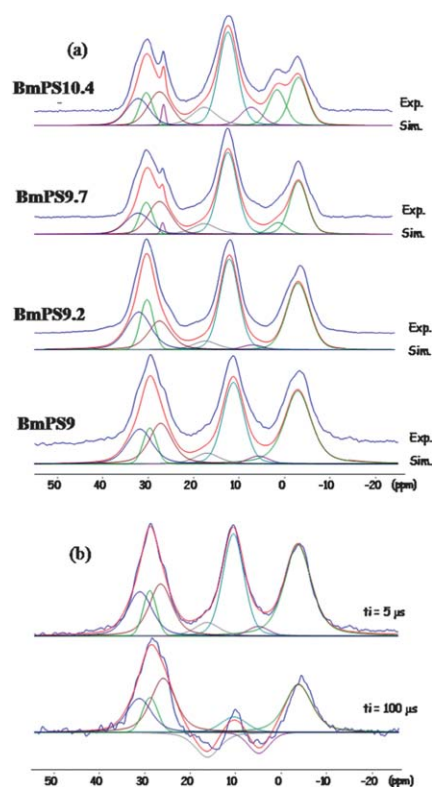 (a)
BmPS10.4
Exp.
Sim.
BmPS9.7
Exp.
Sim.
BmPS9.2
Exp.
Sim.
BmPS9
Exp.
Sim.
50 40 30 20 10 0 -10 -20 (ppm)
(b)
ti = 5 µs
ti = 100 µs
50 40 30 20 10 0 -10 -20 (ppm)